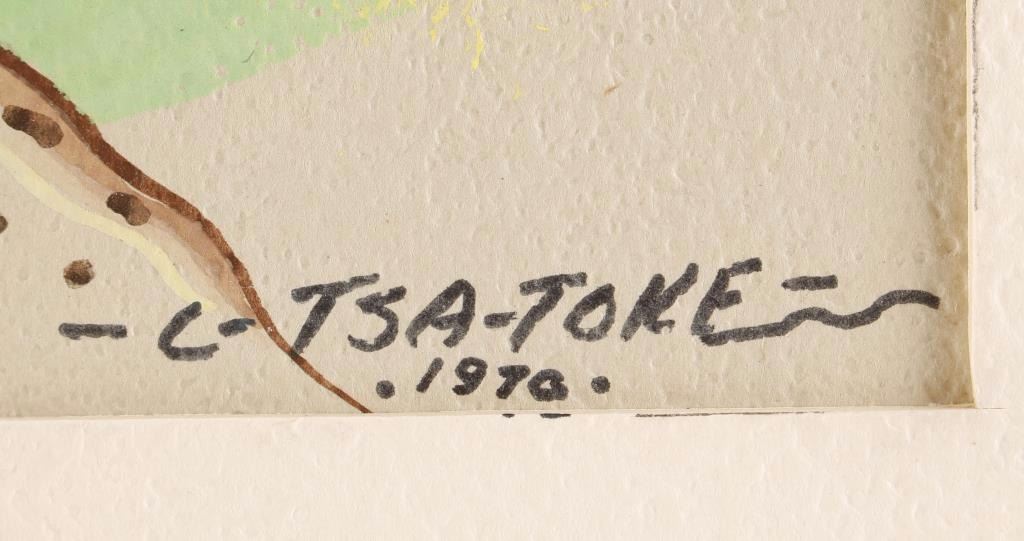 - L - TSA-TOKE -
. 1970 .